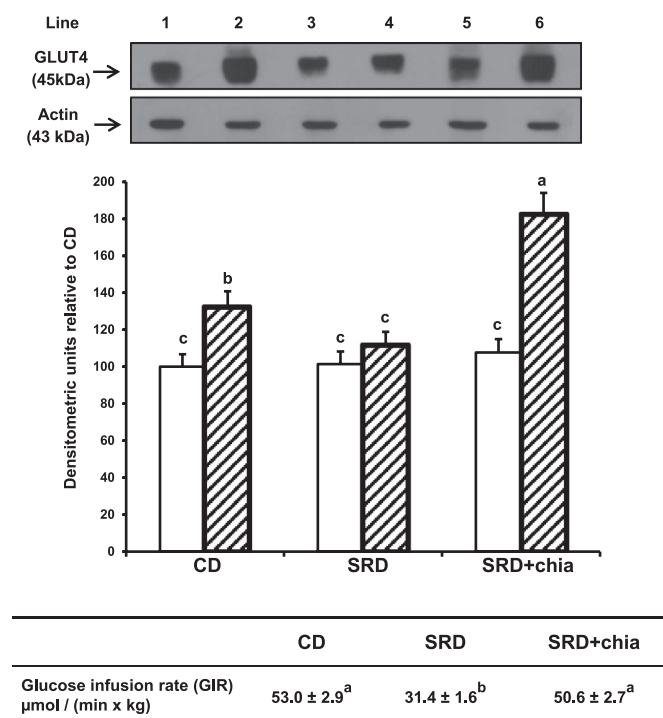 Line 1 2 3 4 5 6
GLUT4
(45kDa)
Actin
(43 kDa)
200
180
160
140
120
100
80
60
40
20
0
Densitometric units relative to CD
c b c c c a
CD SRD SRD+chia
CD SRD SRD+chia
Glucose infusion rate (GIR)
µmol / (min x kg)
53.0 ± 2.9a 31.4 ± 1.6b 50.6 ± 2.7a